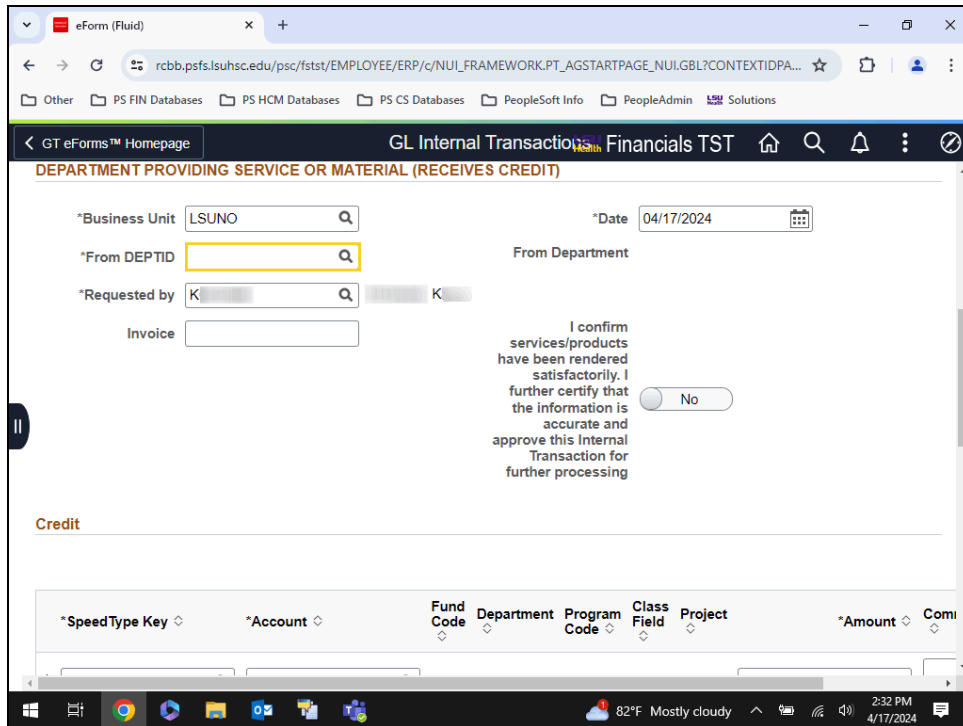 eForm (Fluid)
rcbb.psfs.lsuhsc.edu/psc/fstst/EMPLOYEE/ERP/c/NUI_FRAMEWORK.PT_AGSTARTPAGE_NUI.GBL?CONTEXTIDPA...
Other PS FIN Databases PS HCM Databases PS CS Databases PeopleSoft Info PeopleAdmin LSU Health Solutions
GT eForms™ Homepage
GL Internal Transactions
Health Financials TST
DEPARTMENT PROVIDING SERVICE OR MATERIAL (RECEIVES CREDIT)
*Business Unit LSUNO *Date 04/17/2024
*From DEPTID From Department
*Requested by K K
Invoice
I confirm
services/products
have been rendered
satisfactorily. I
further certify that
the information is
accurate and
approve this Internal
Transaction for
further processing
No
Credit
*SpeedType Key *Account Fund Code Department Program Code Class Field Project *Amount Comm
82°F Mostly cloudy
2:32 PM
4/17/2024